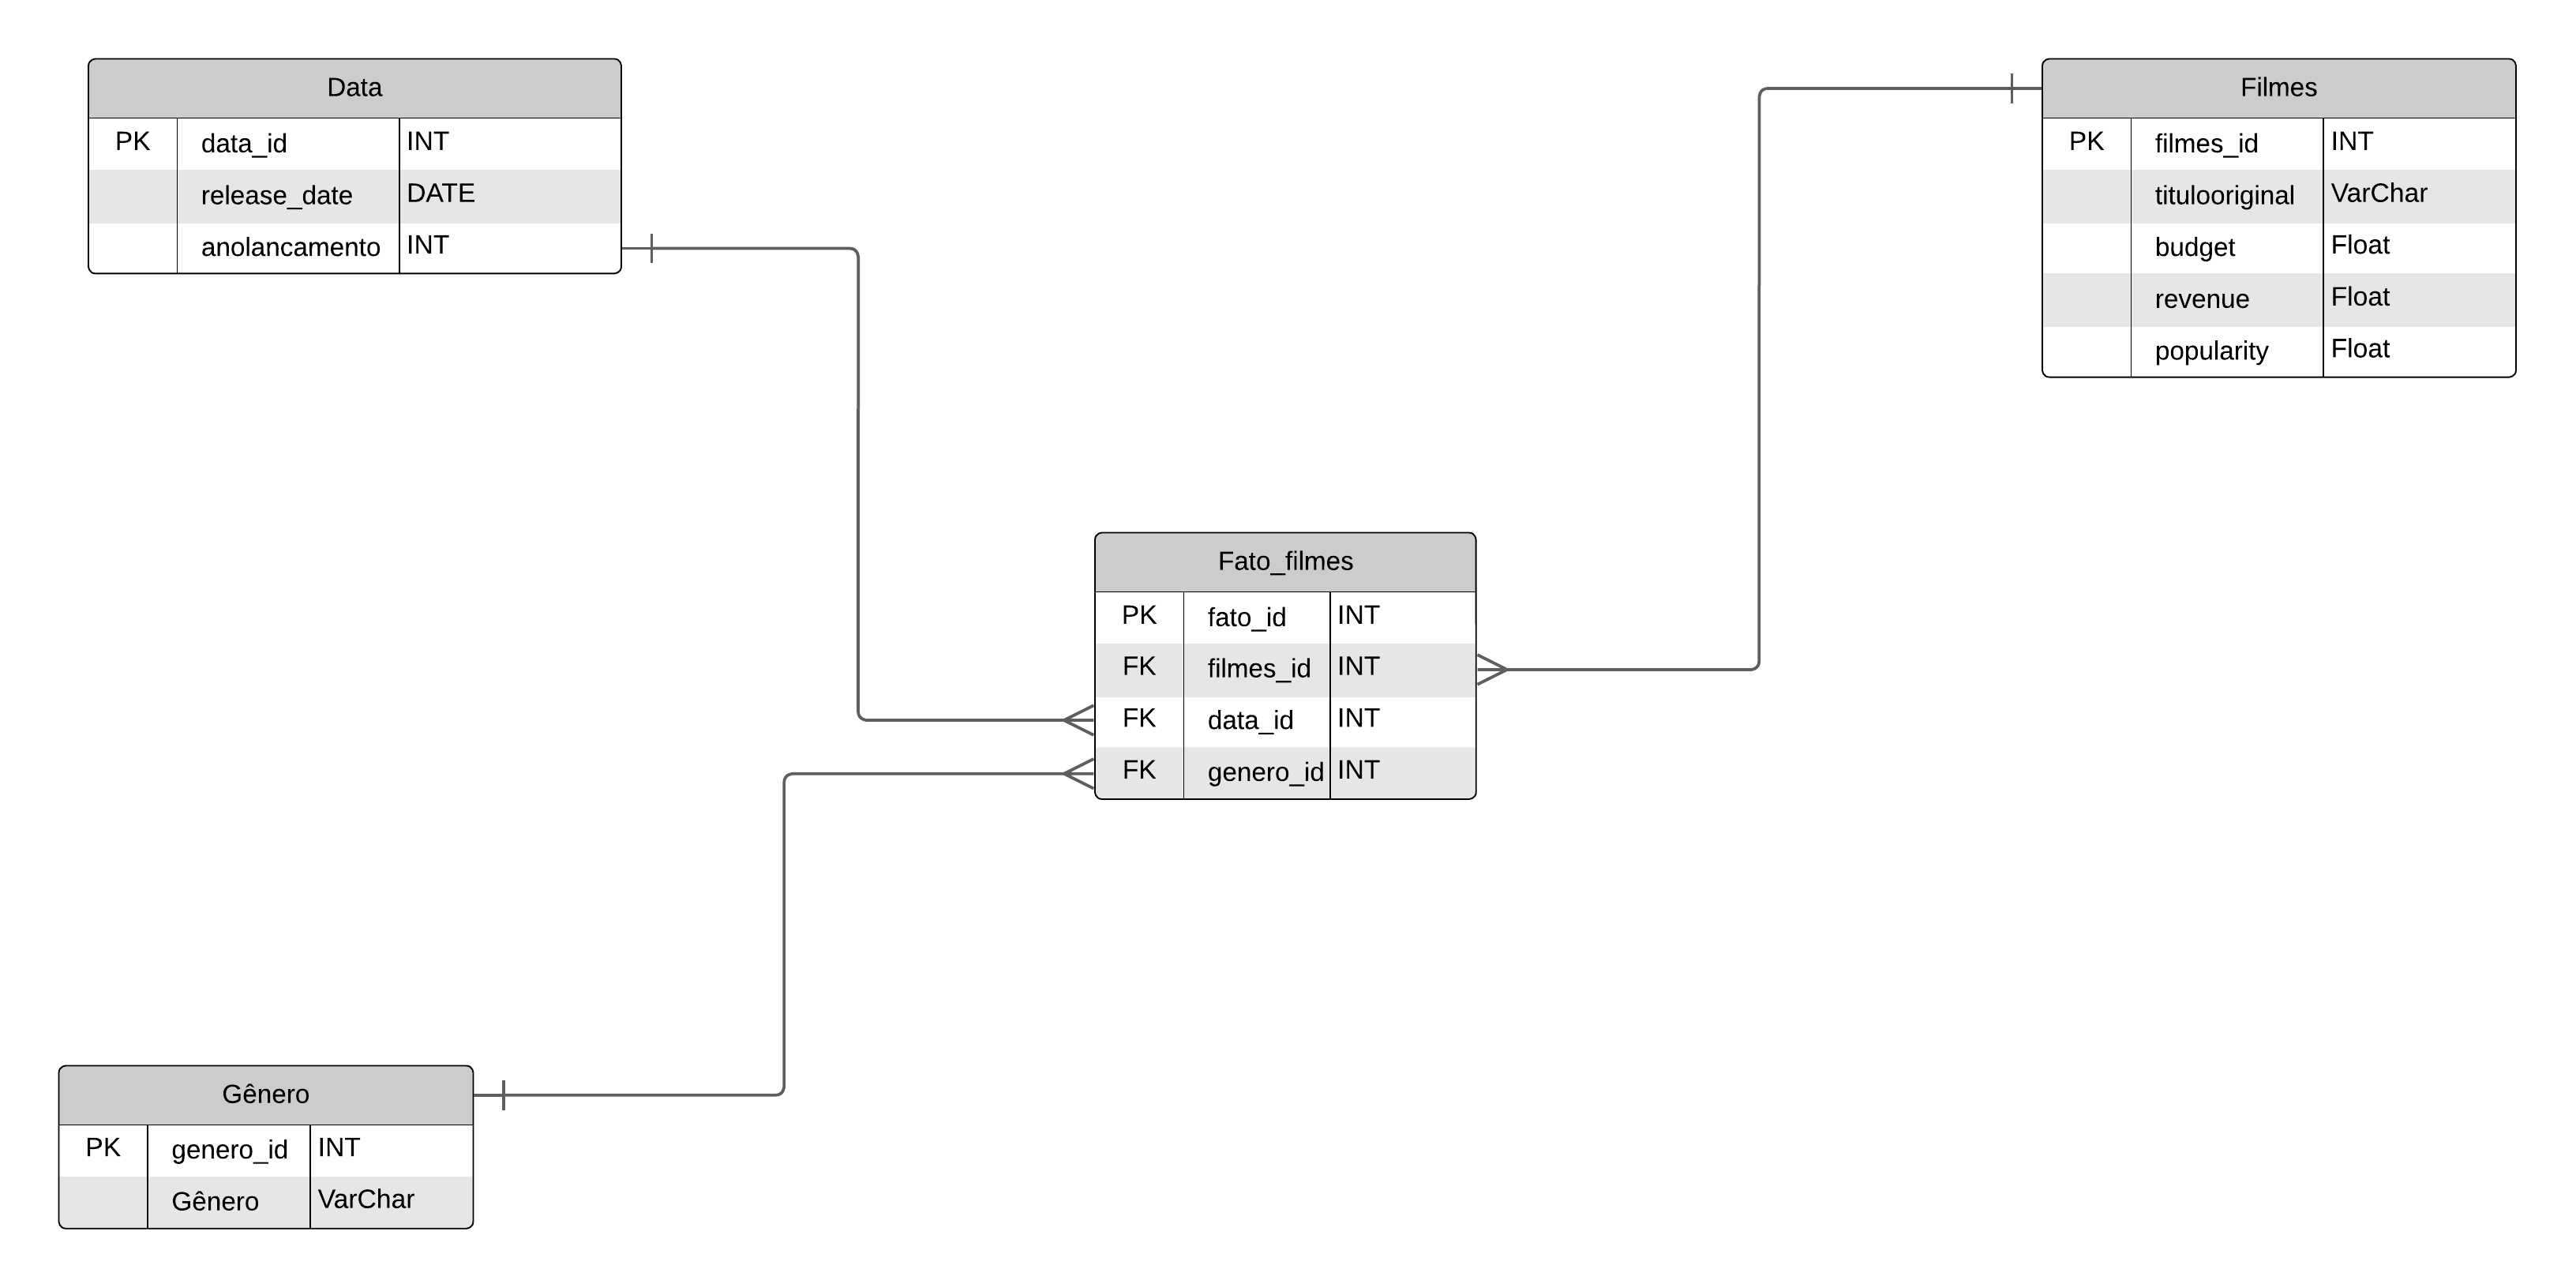 Data
PK data_id INT
release_date DATE
anolancamento INT
Filmes
PK filmes_id INT
titulooriginal VarChar
budget Float
revenue Float
popularity Float
Fato_filmes
PK fato_id INT
FK filmes_id INT
FK data_id INT
FK genero_id INT
Gênero
PK genero_id INT
Gênero VarChar